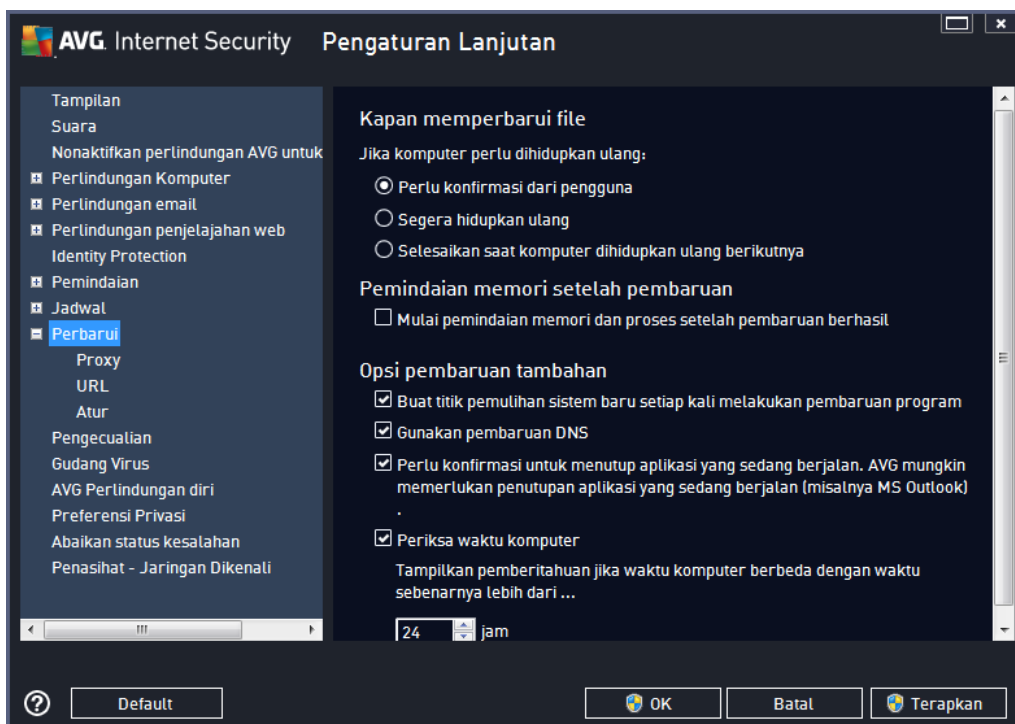 AVG. Internet Security Pengaturan Lanjutan
Tampilan
Suara
Nonaktifkan perlindungan AVG untuk
Perlindungan Komputer
Perlindungan email
Perlindungan penjelajahan web
Identity Protection
Pemindaian
Jadwal
Perbarui
Proxy
URL
Atur
Pengecualian
Gudang Virus
AVG Perlindungan diri
Preferensi Privasi
Abaikan status kesalahan
Penasihat - Jaringan Dikenali
Kapan memperbarui file
Jika komputer perlu dihidupkan ulang:
Perlu konfirmasi dari pengguna
Segera hidupkan ulang
Selesaikan saat komputer dihidupkan ulang berikutnya
Pemindaian memori setelah pembaruan
Mulai pemindaian memori dan proses setelah pembaruan berhasil
Opsi pembaruan tambahan
Buat titik pemulihan sistem baru setiap kali melakukan pembaruan program
Gunakan pembaruan DNS
Perlu konfirmasi untuk menutup aplikasi yang sedang berjalan. AVG mungkin
memerlukan penutupan aplikasi yang sedang berjalan (misalnya MS Outlook)
.
Periksa waktu komputer
Tampilkan pemberitahuan jika waktu komputer berbeda dengan waktu
sebenarnya lebih dari ...
24 jam
? Default OK Batal Terapkan